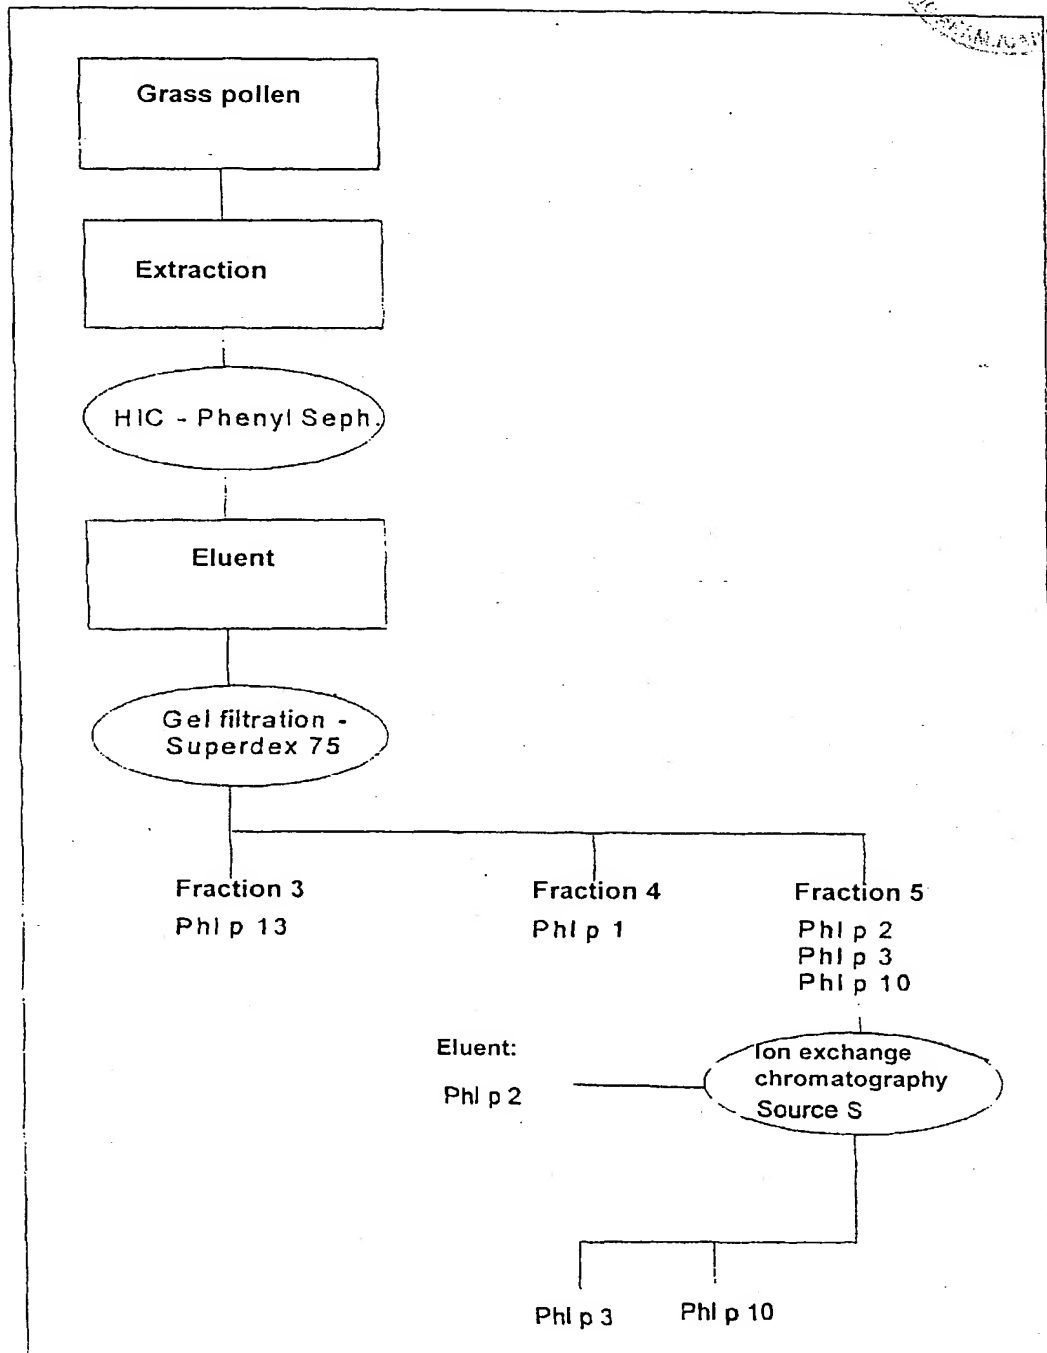 Grass pollen
Extraction
HIC - Phenyl Seph.
Eluent
Gel filtration -
Superdex 75
Fraction 3
Phl p 13
Fraction 4
Phl p 1
Fraction 5
Phl p 2
Phl p 3
Phl p 10
Eluent:
Phl p 2
Ion exchange
chromatography
Source S
Phl p 3
Phl p 10